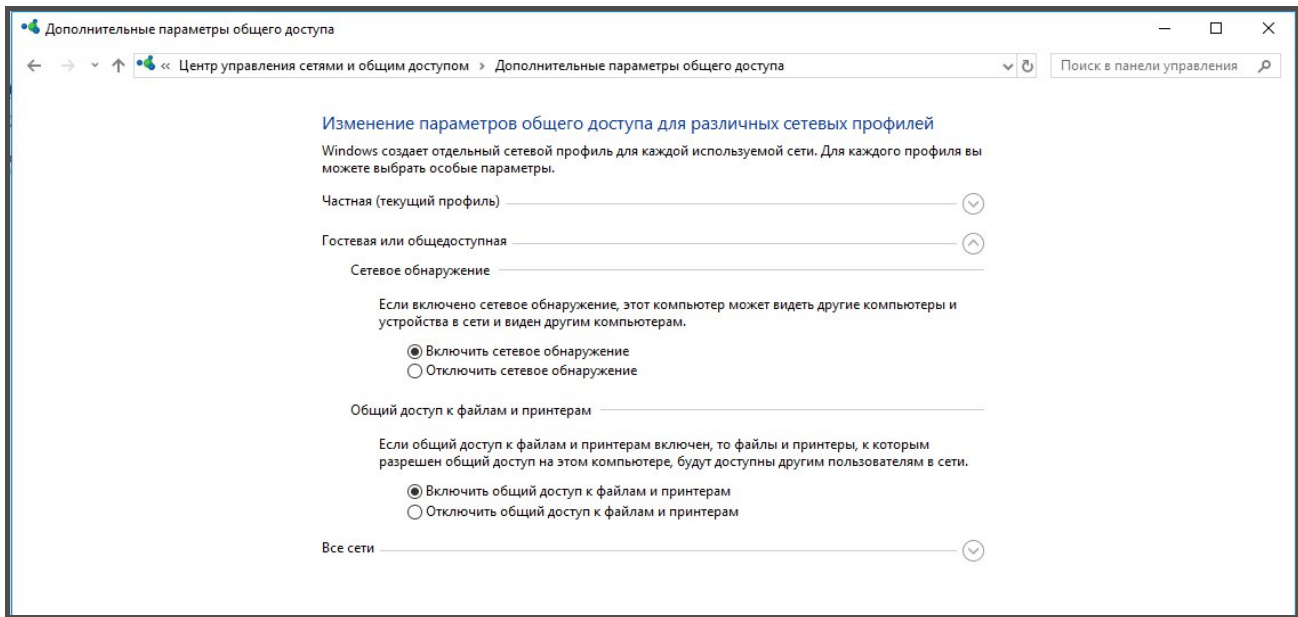 Дополнительные параметры общего доступа
« Центр управления сетями и общим доступом › Дополнительные параметры общего доступа
Поиск в панели управления
Изменение параметров общего доступа для различных сетевых профилей
Windows создает отдельный сетевой профиль для каждой используемой сети. Для каждого профиля вы
можете выбрать особые параметры.
Частная (текущий профиль)
Гостевая или общедоступная
Сетевое обнаружение
Если включено сетевое обнаружение, этот компьютер может видеть другие компьютеры и
устройства в сети и виден другим компьютерам.
Включить сетевое обнаружение
Отключить сетевое обнаружение
Общий доступ к файлам и принтерам
Если общий доступ к файлам и принтерам включен, то файлы и принтеры, к которым
разрешен общий доступ на этом компьютере, будут доступны другим пользователям в сети.
Включить общий доступ к файлам и принтерам
Отключить общий доступ к файлам и принтерам
Все сети